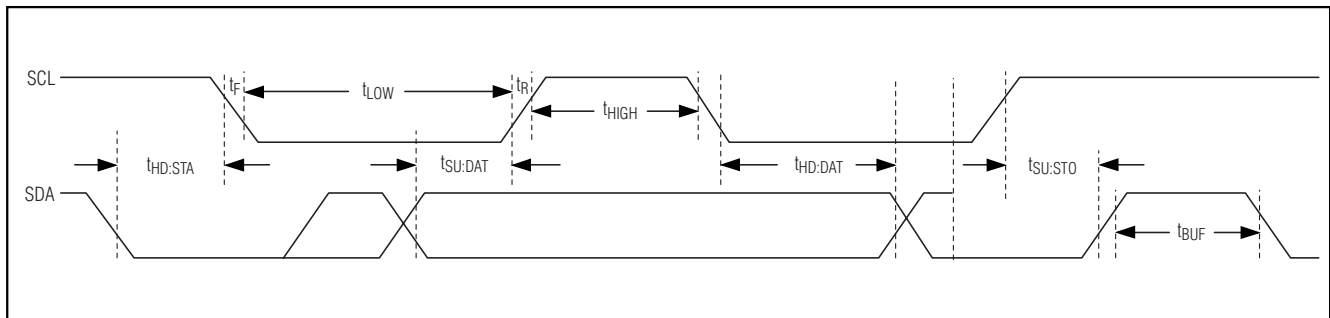 SCL
tF
tLOW
tR
tHIGH
tHD:STA
tSU:DAT
tHD:DAT
tSU:STO
SDA
tBUF